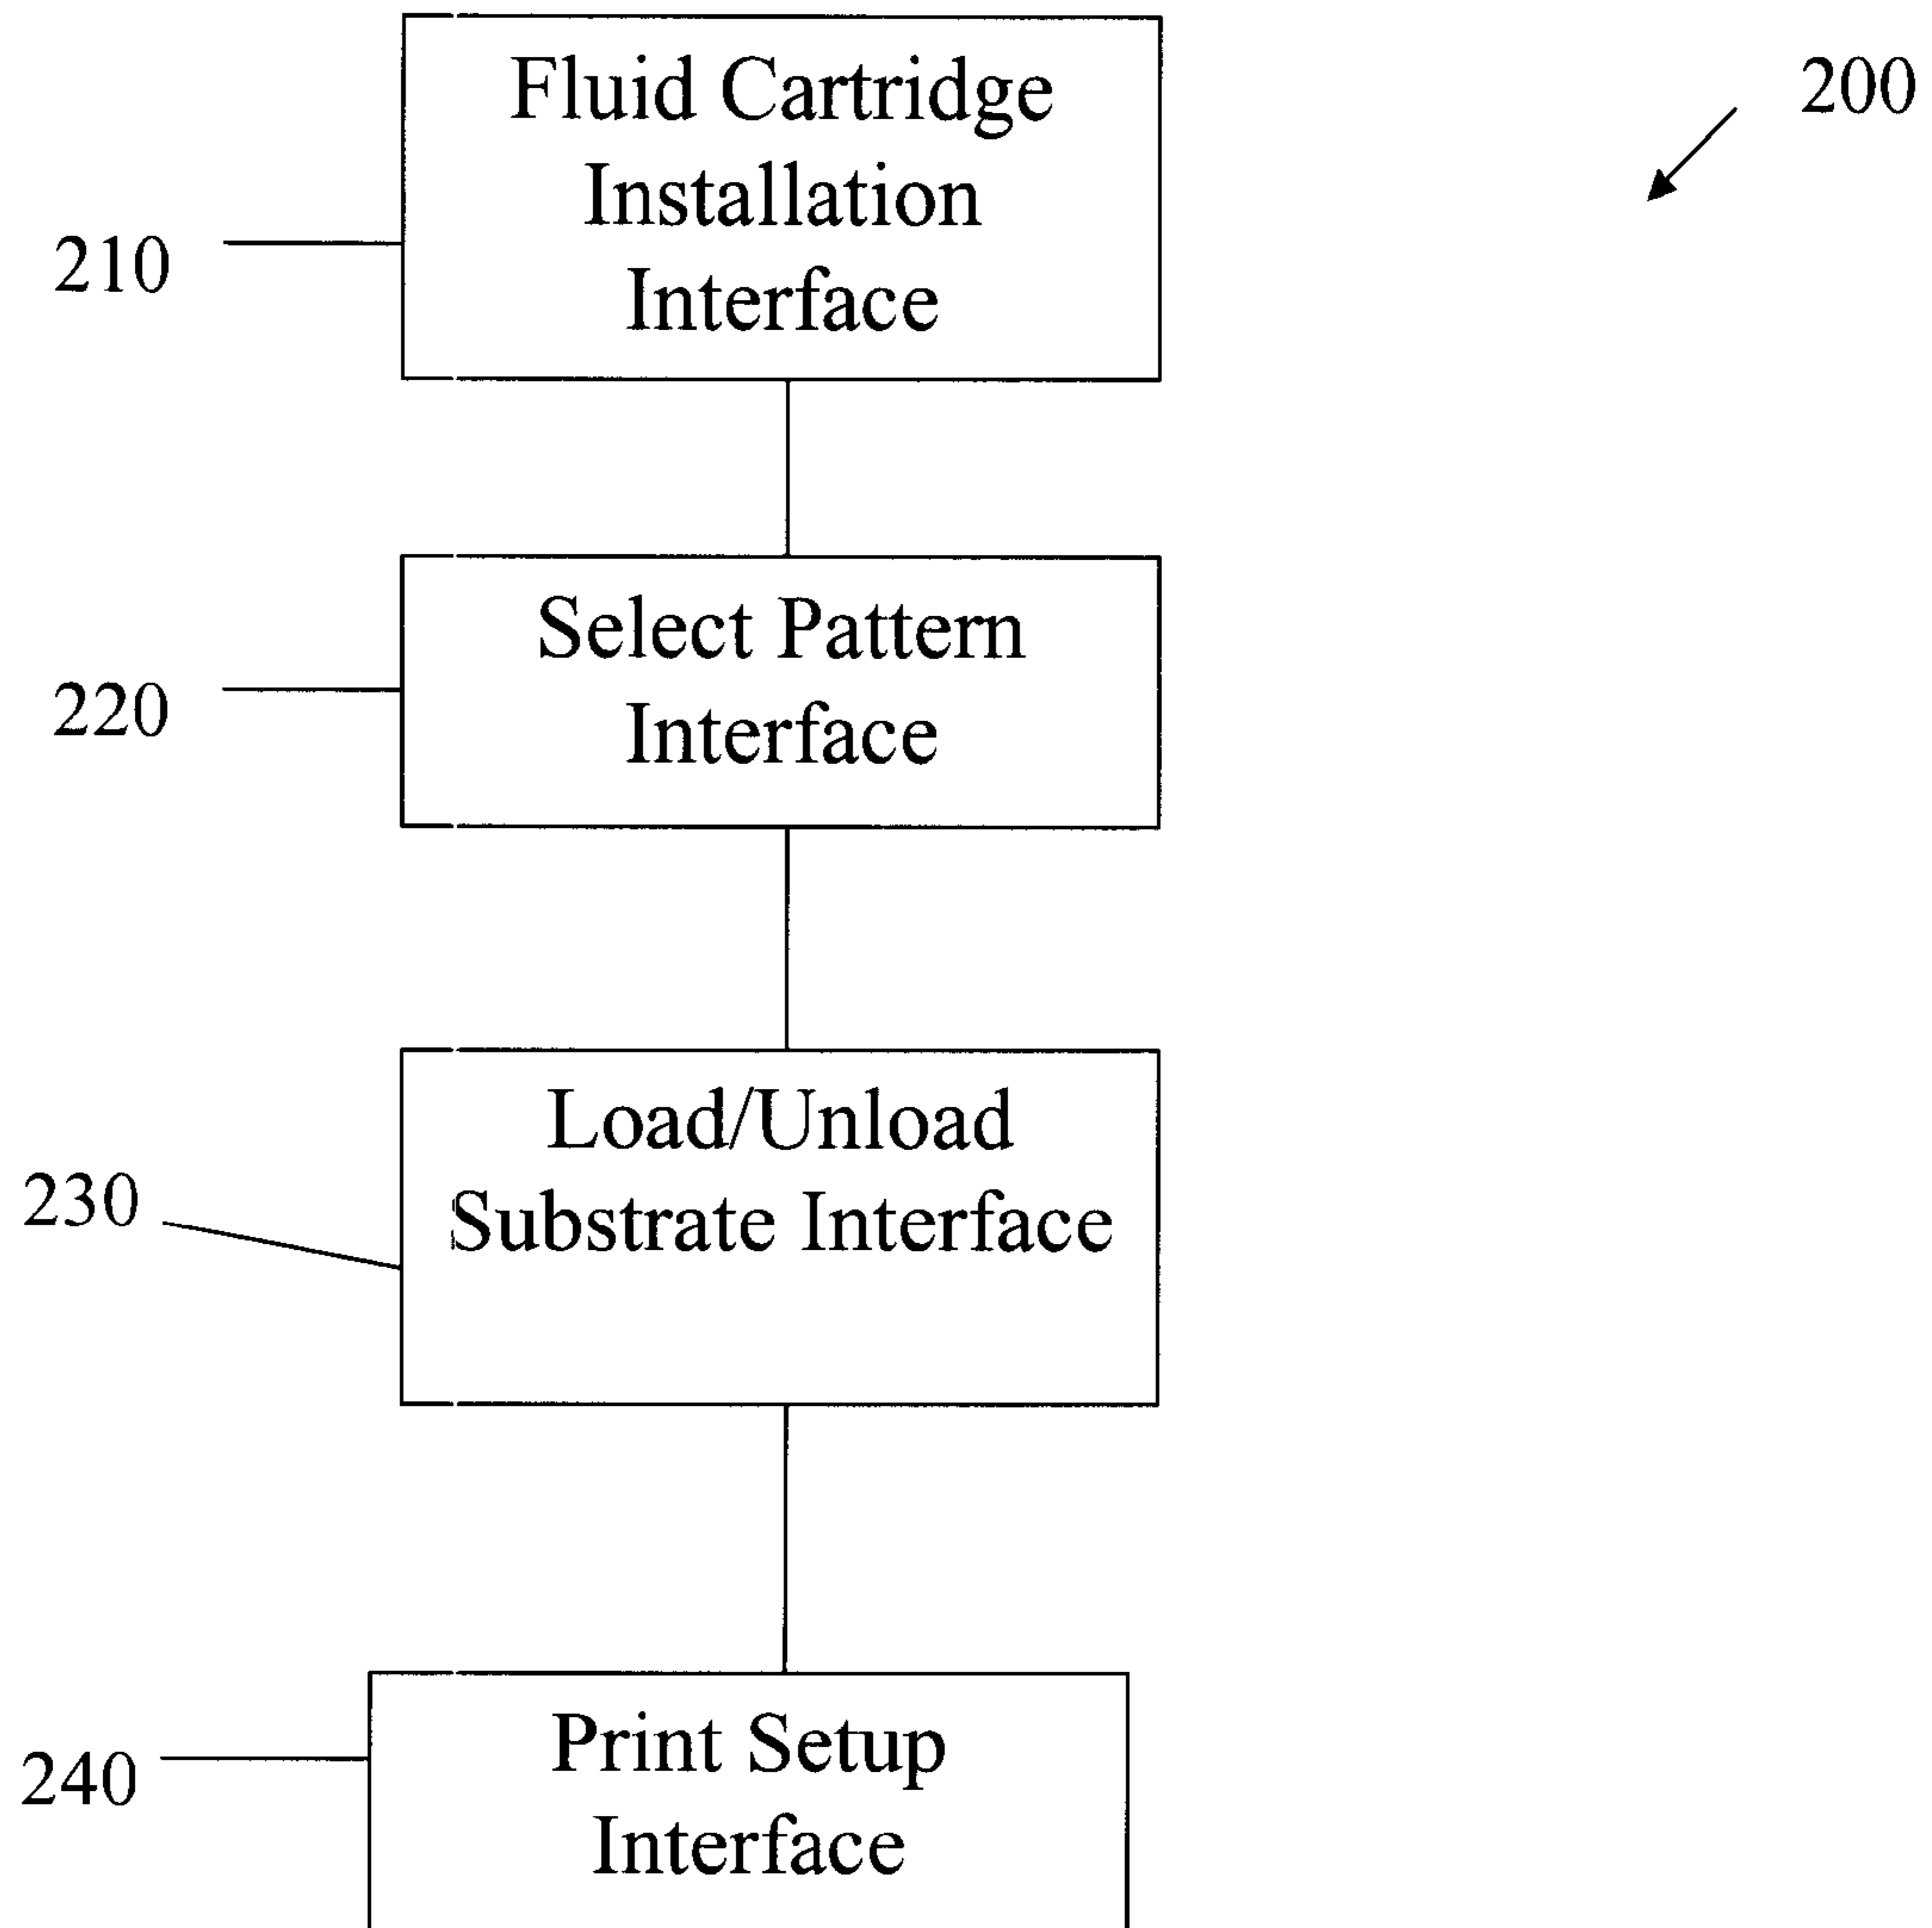 Fluid Cartridge
Installation
Interface
200
210
Select Pattern
Interface
220
Load/Unload
Substrate Interface
230
Print Setup
Interface
240